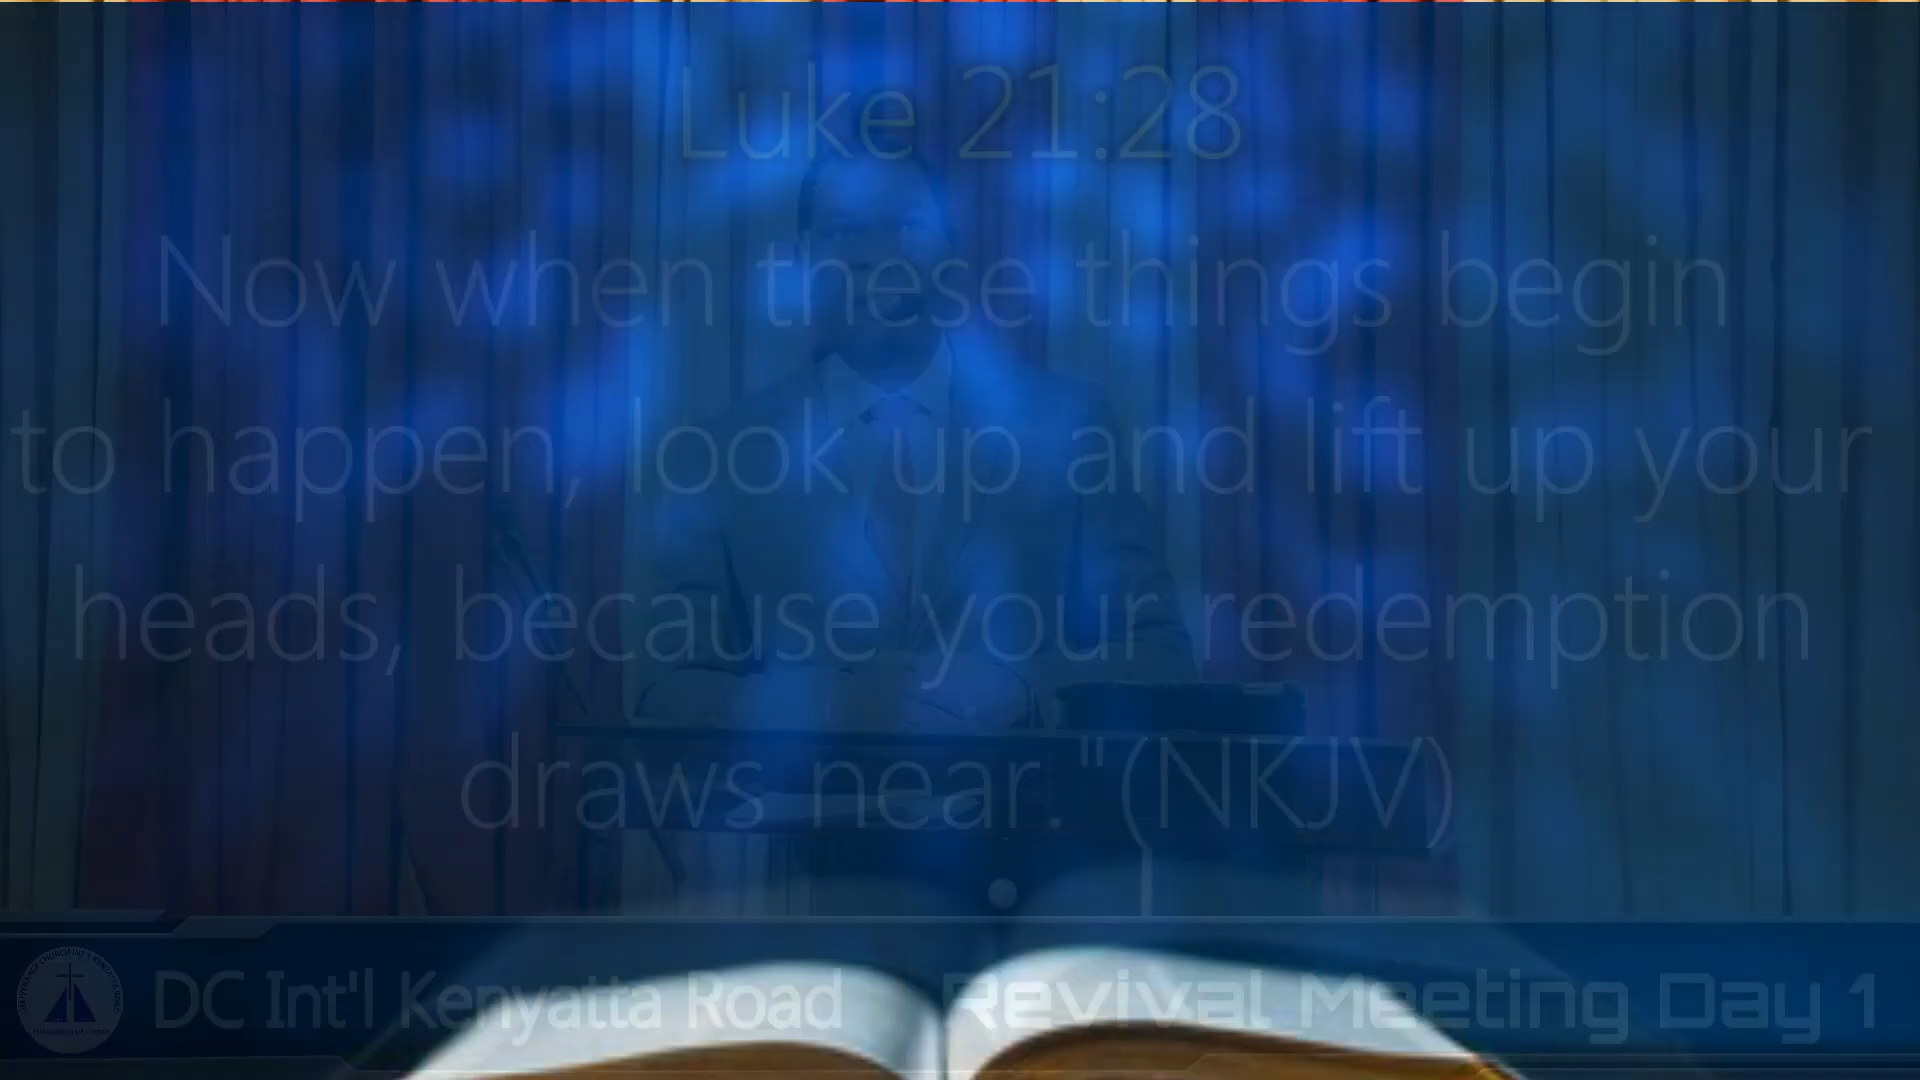 Luke 21:28
Now when these things begin
to happen, look up and lift up your
heads, because your redemption
draws near."(NKJV)
DC Int'l Kenyatta Road
Revival Meeting Day 1